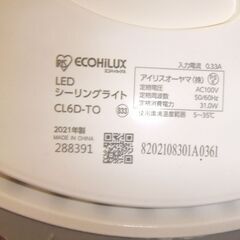 ECOHiLUX
入力電流 0.33A
LED
シーリングライト
CL6D-TO
333
アイリスオーヤマ(株)
定格電圧 AC100V
定格周波数 50/60Hz
定格消費電力 31.0W
5~35℃
2021年製
MADE IN CHINA
288391
8202108301A0361